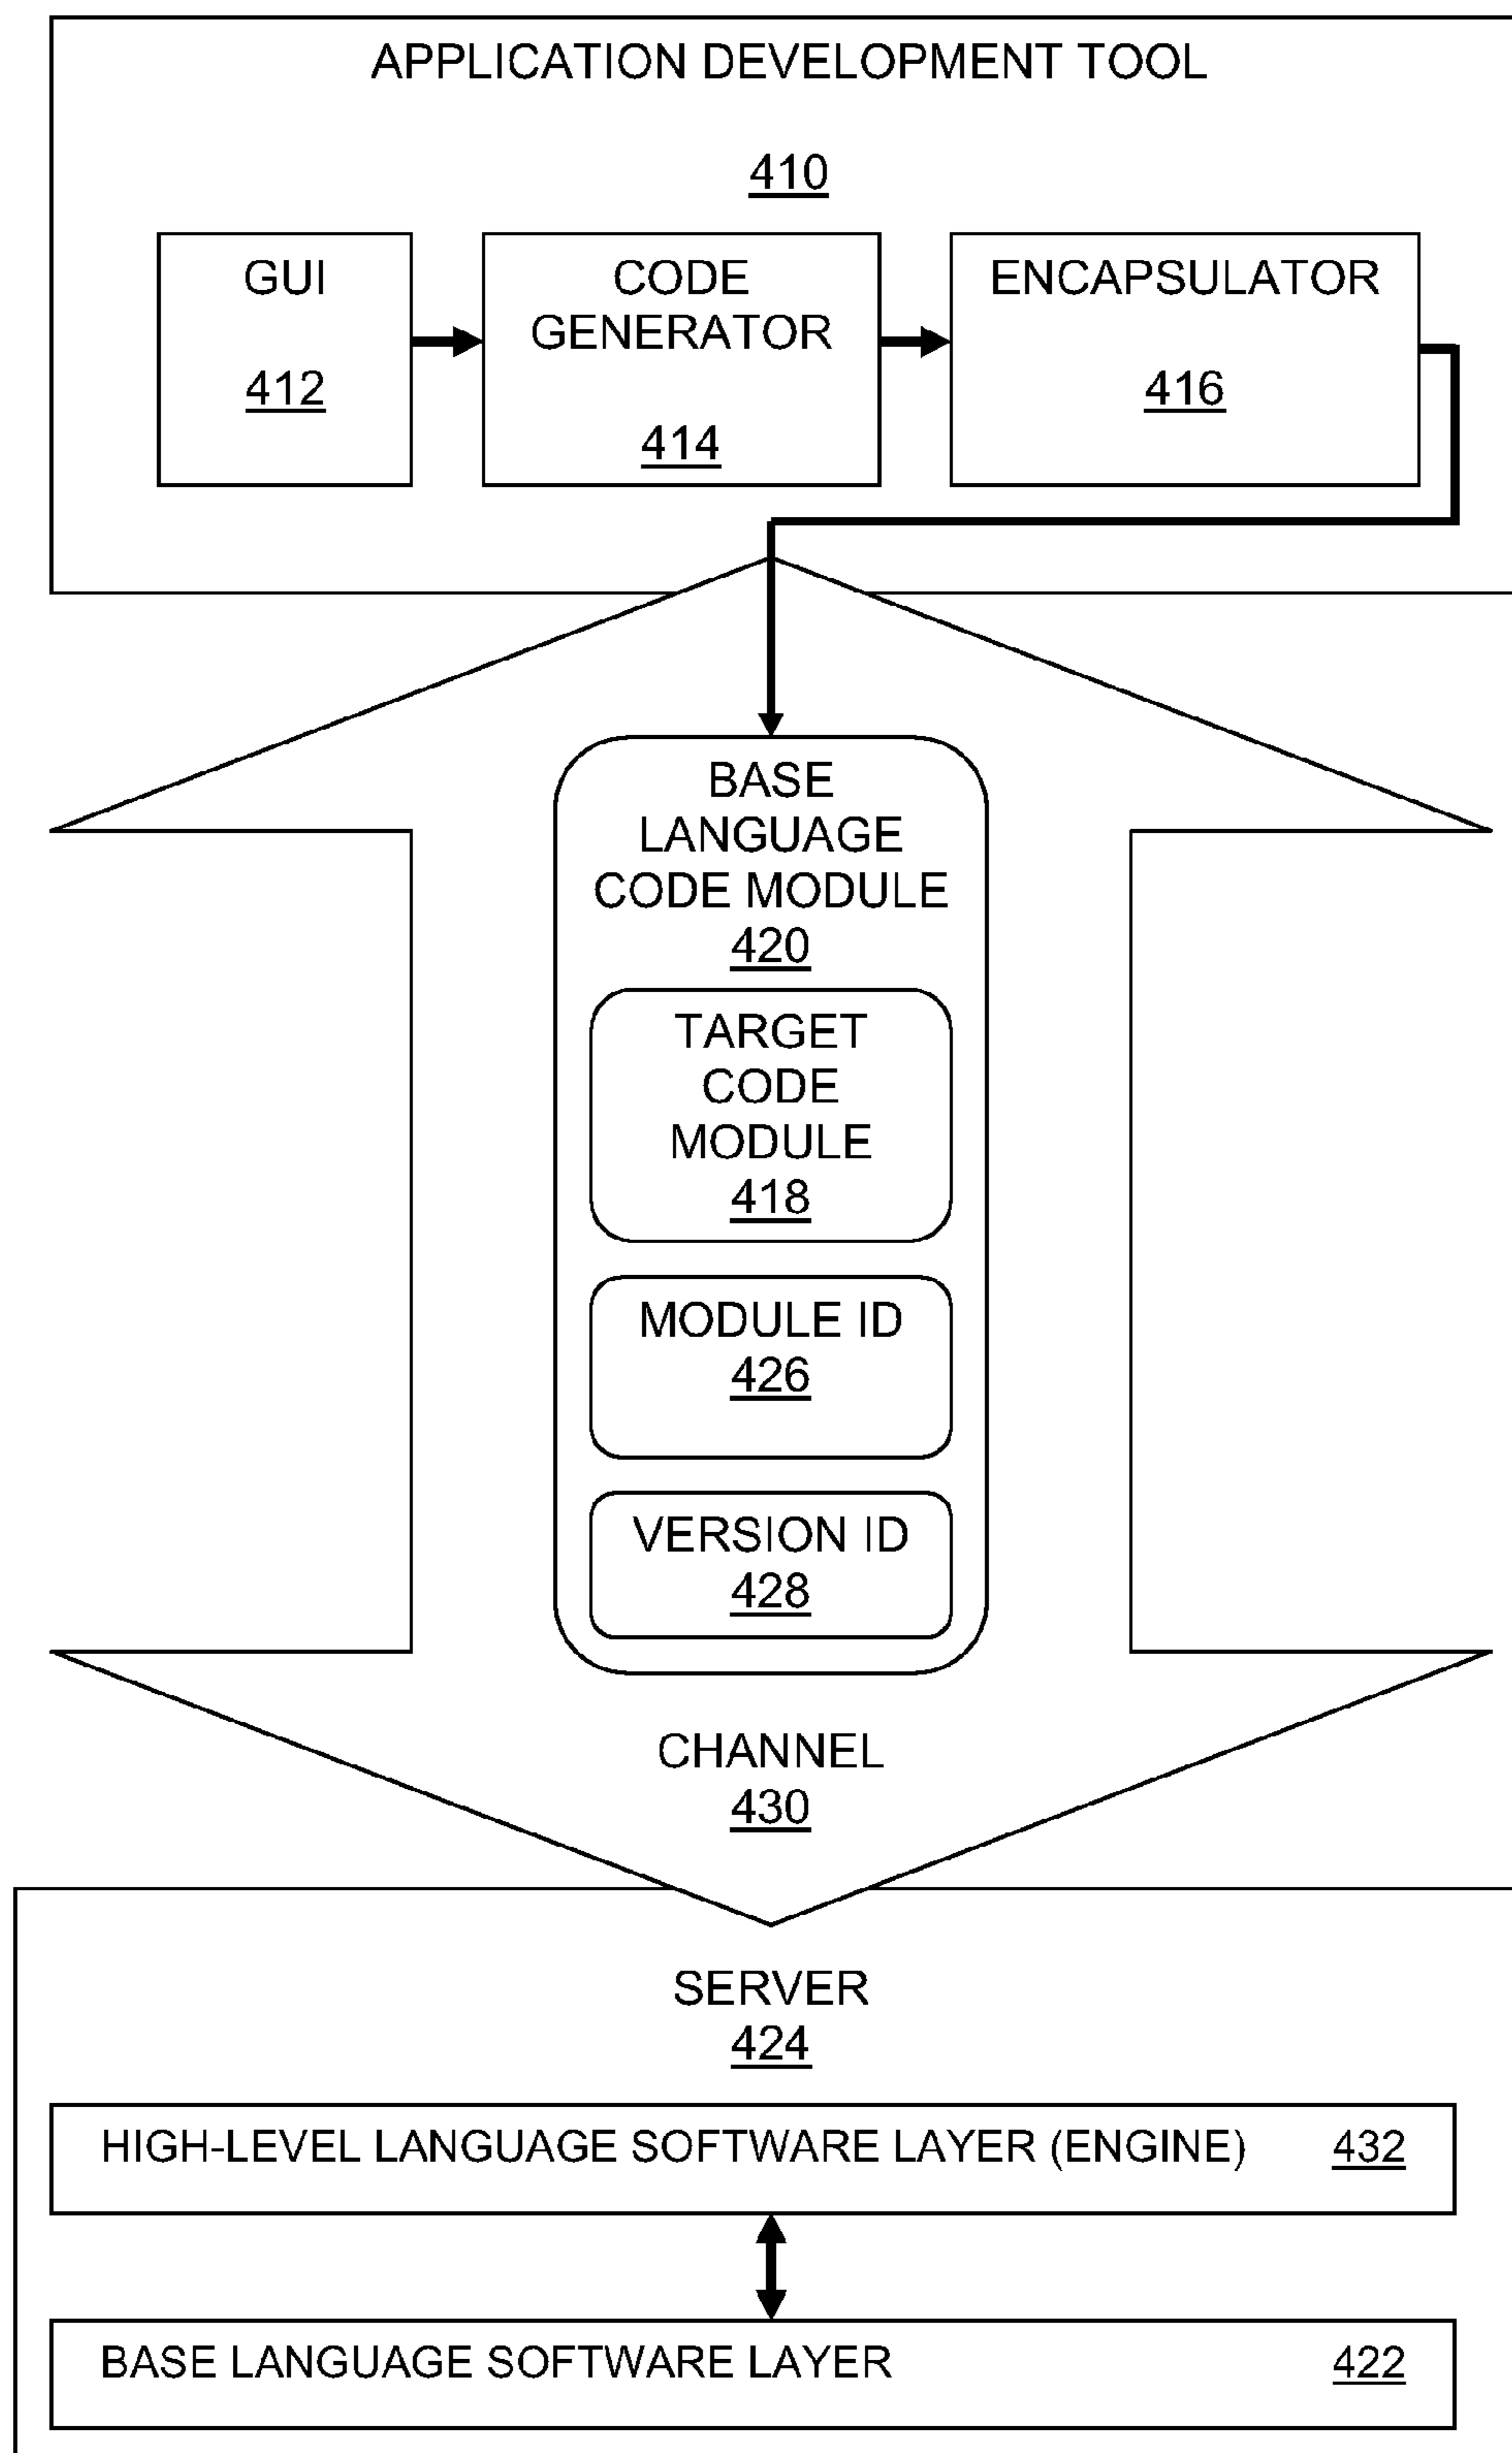 APPLICATION DEVELOPMENT TOOL
410
GUI
412
CODE
GENERATOR
414
ENCAPSULATOR
416
BASE
LANGUAGE
CODE MODULE
420
TARGET
CODE
MODULE
418
MODULE ID
426
VERSION ID
428
CHANNEL
430
SERVER
424
HIGH-LEVEL LANGUAGE SOFTWARE LAYER (ENGINE) 432
BASE LANGUAGE SOFTWARE LAYER 422